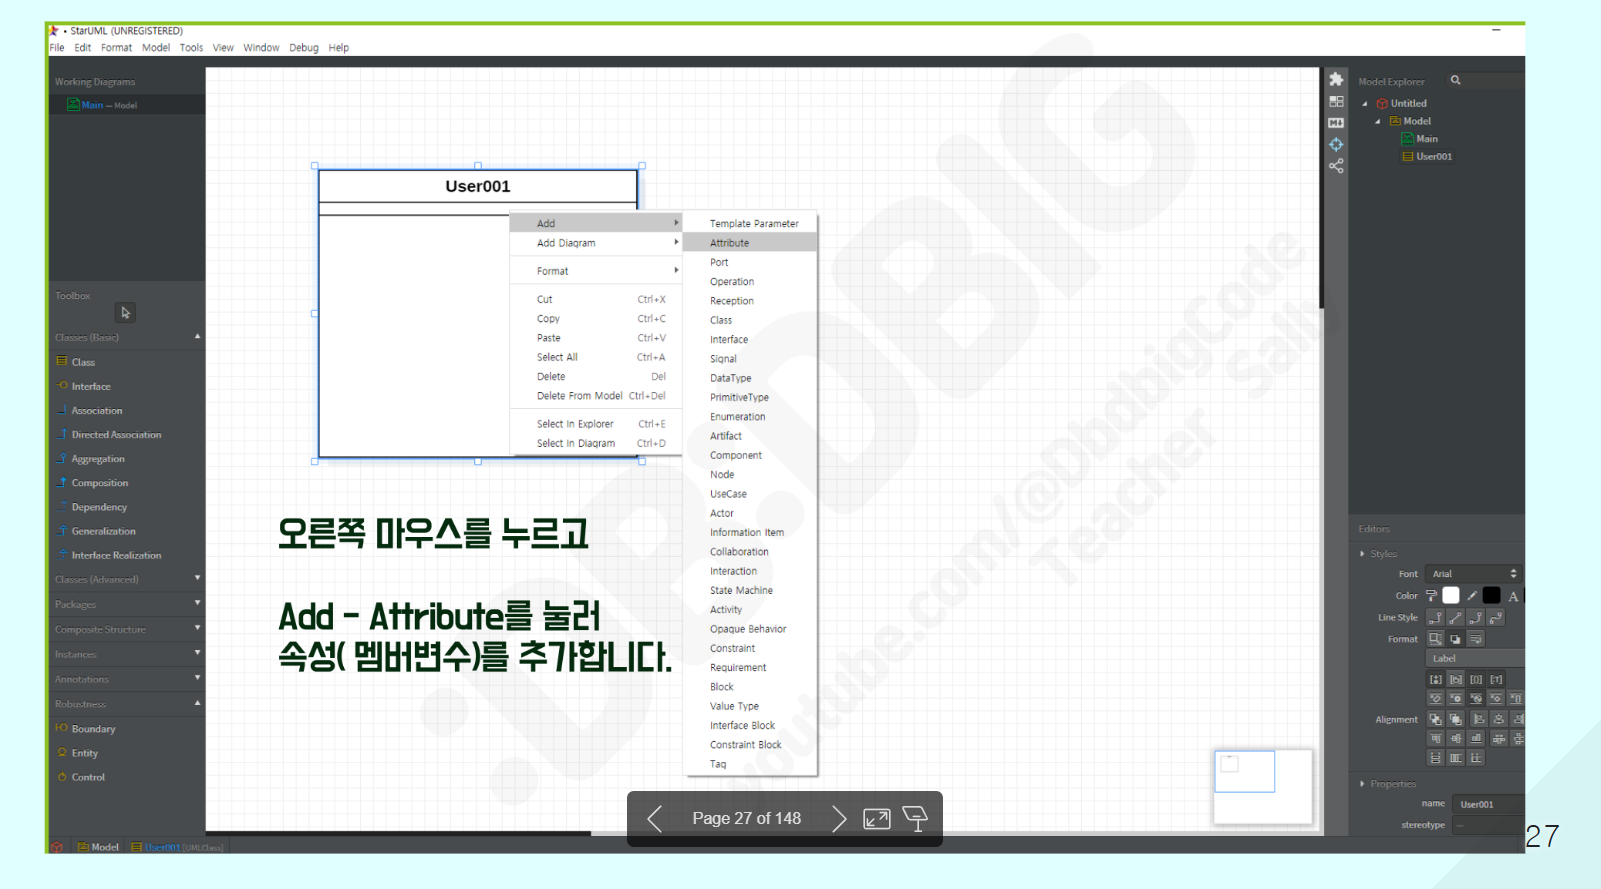 • StarUML (UNREGISTERED)
File Edit Format Model Tools View Window Debug Help
Working Diagrams
Main — Model
Toolbox
Classes (Basic)
Class
Interface
Association
Directed Association
Aggregation
Composition
Dependency
Generalization
Interface Realization
Classes (Advanced)
Packages
Composite Structure
Instances
Annotations
Robustness
Boundary
Entity
Control
User001
Add
Add Diagram
Format
Cut Ctrl+X
Copy Ctrl+C
Paste Ctrl+V
Select All Ctrl+A
Delete Del
Delete From Model Ctrl+Del
Select In Explorer Ctrl+E
Select In Diagram Ctrl+D
Template Parameter
Attribute
Port
Operation
Reception
Class
Interface
Signal
DataType
PrimitiveType
Enumeration
Artifact
Component
Node
UseCase
Actor
Information Item
Collaboration
Interaction
State Machine
Activity
Opaque Behavior
Constraint
Requirement
Block
Value Type
Interface Block
Constraint Block
Tag
오른쪽 마우스를 누르고
Add - Attribute를 눌러
속성( 멤버변수)를 추가합니다.
iDB.DBIG
youtube.com/@DbdbigCode
Teacher Sally
Model Explorer
Untitled
Model
Main
User001
Editors
Styles
Font Arial
Color
Line Style
Format
Label
Alignment
Properties
name User001
stereotype —
Page 27 of 148
Model User001 [UMLClass]
27